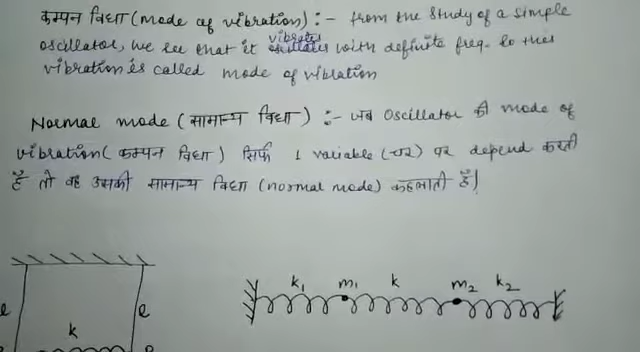 कम्पन विद्या (mode of vibration) :- from the study of a simple
oscillator, we see that it vibrates with definite freq. so this
vibration is called mode of vibration
Normal mode (सामान्य विद्या) :- जब Oscillator की mode of
vibration (कम्पन विद्या) सिर्फ 1 variable (चर) पर depend करती
है तो वह उसकी सामान्य विद्या (normal mode) कहलाती है|
k1 m1 k m2 k2
l l
k